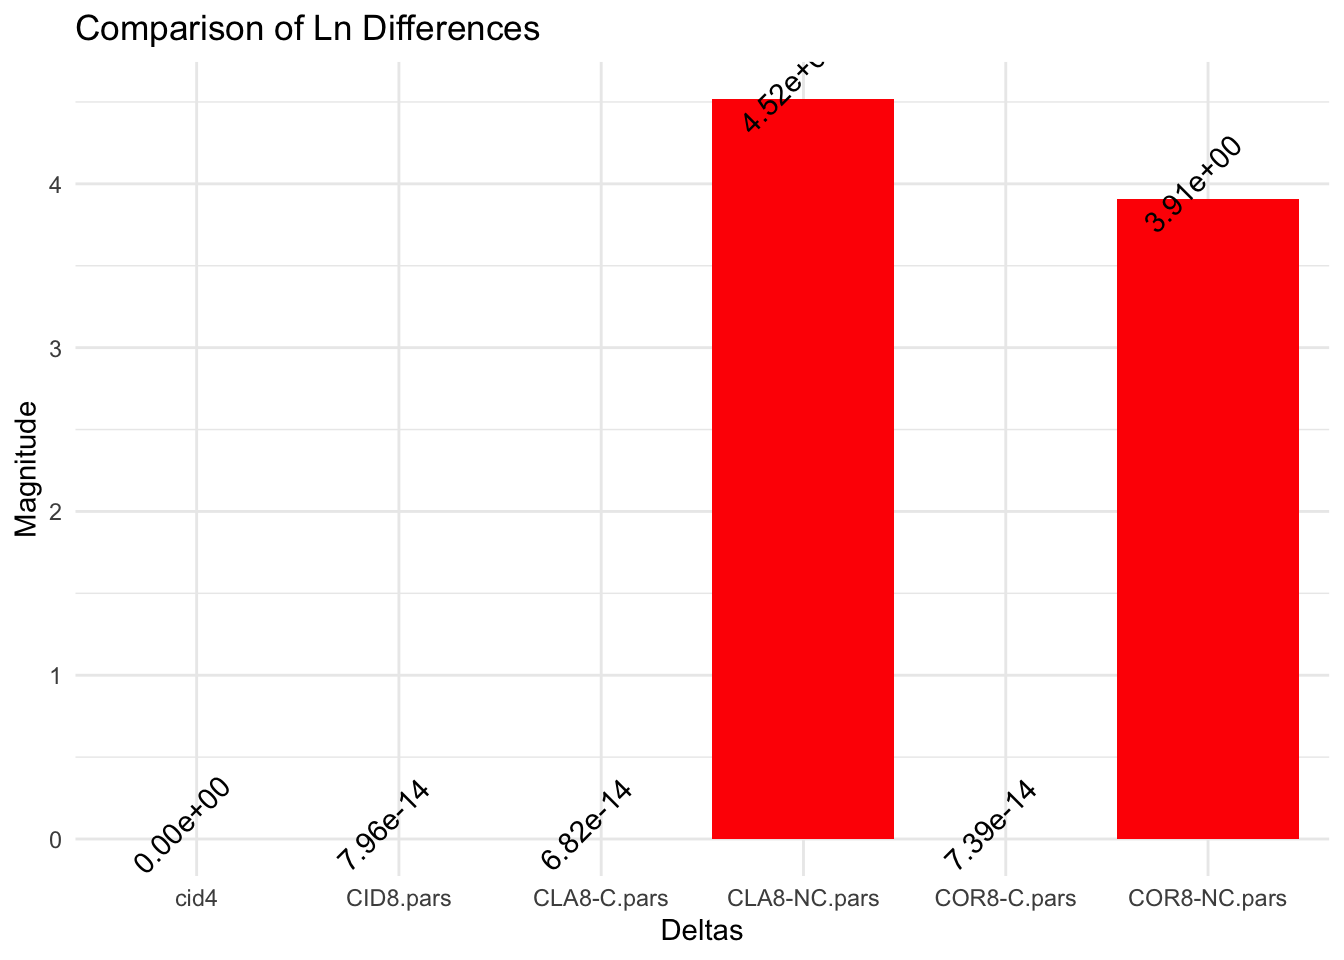 Comparison of Ln Differences
Magnitude
4
3
2
1
0
4.52e+0
3.91e+00
0.00e+00
7.96e-14
6.82e-14
7.39e-14
cid4
CID8.pars
CLA8-C.pars
CLA8-NC.pars
COR8-C.pars
COR8-NC.pars
Deltas